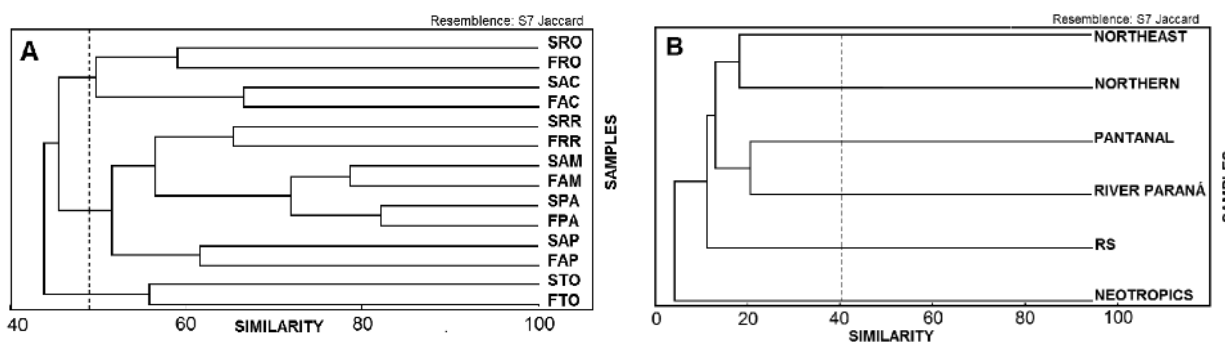 Resemblence: S7 Jaccard
A
SRO
FRO
SAC
FAC
SRR
FRR
SAM
FAM
SPA
FPA
SAP
FAP
STO
FTO
SAMPLES
40 60 80 100
SIMILARITY
Resemblence: S7 Jaccard
B
NORTHEAST
NORTHERN
PANTANAL
RIVER PARANÁ
RS
NEOTROPICS
SAMPLES
0 20 40 60 80 100
SIMILARITY